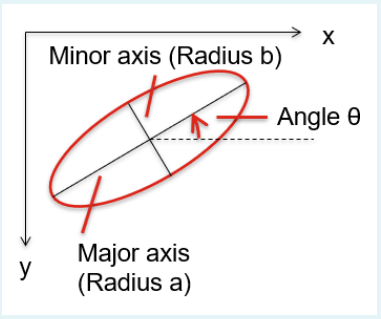 x
Minor axis (Radius b)
Angle θ
Major axis
(Radius a)
y